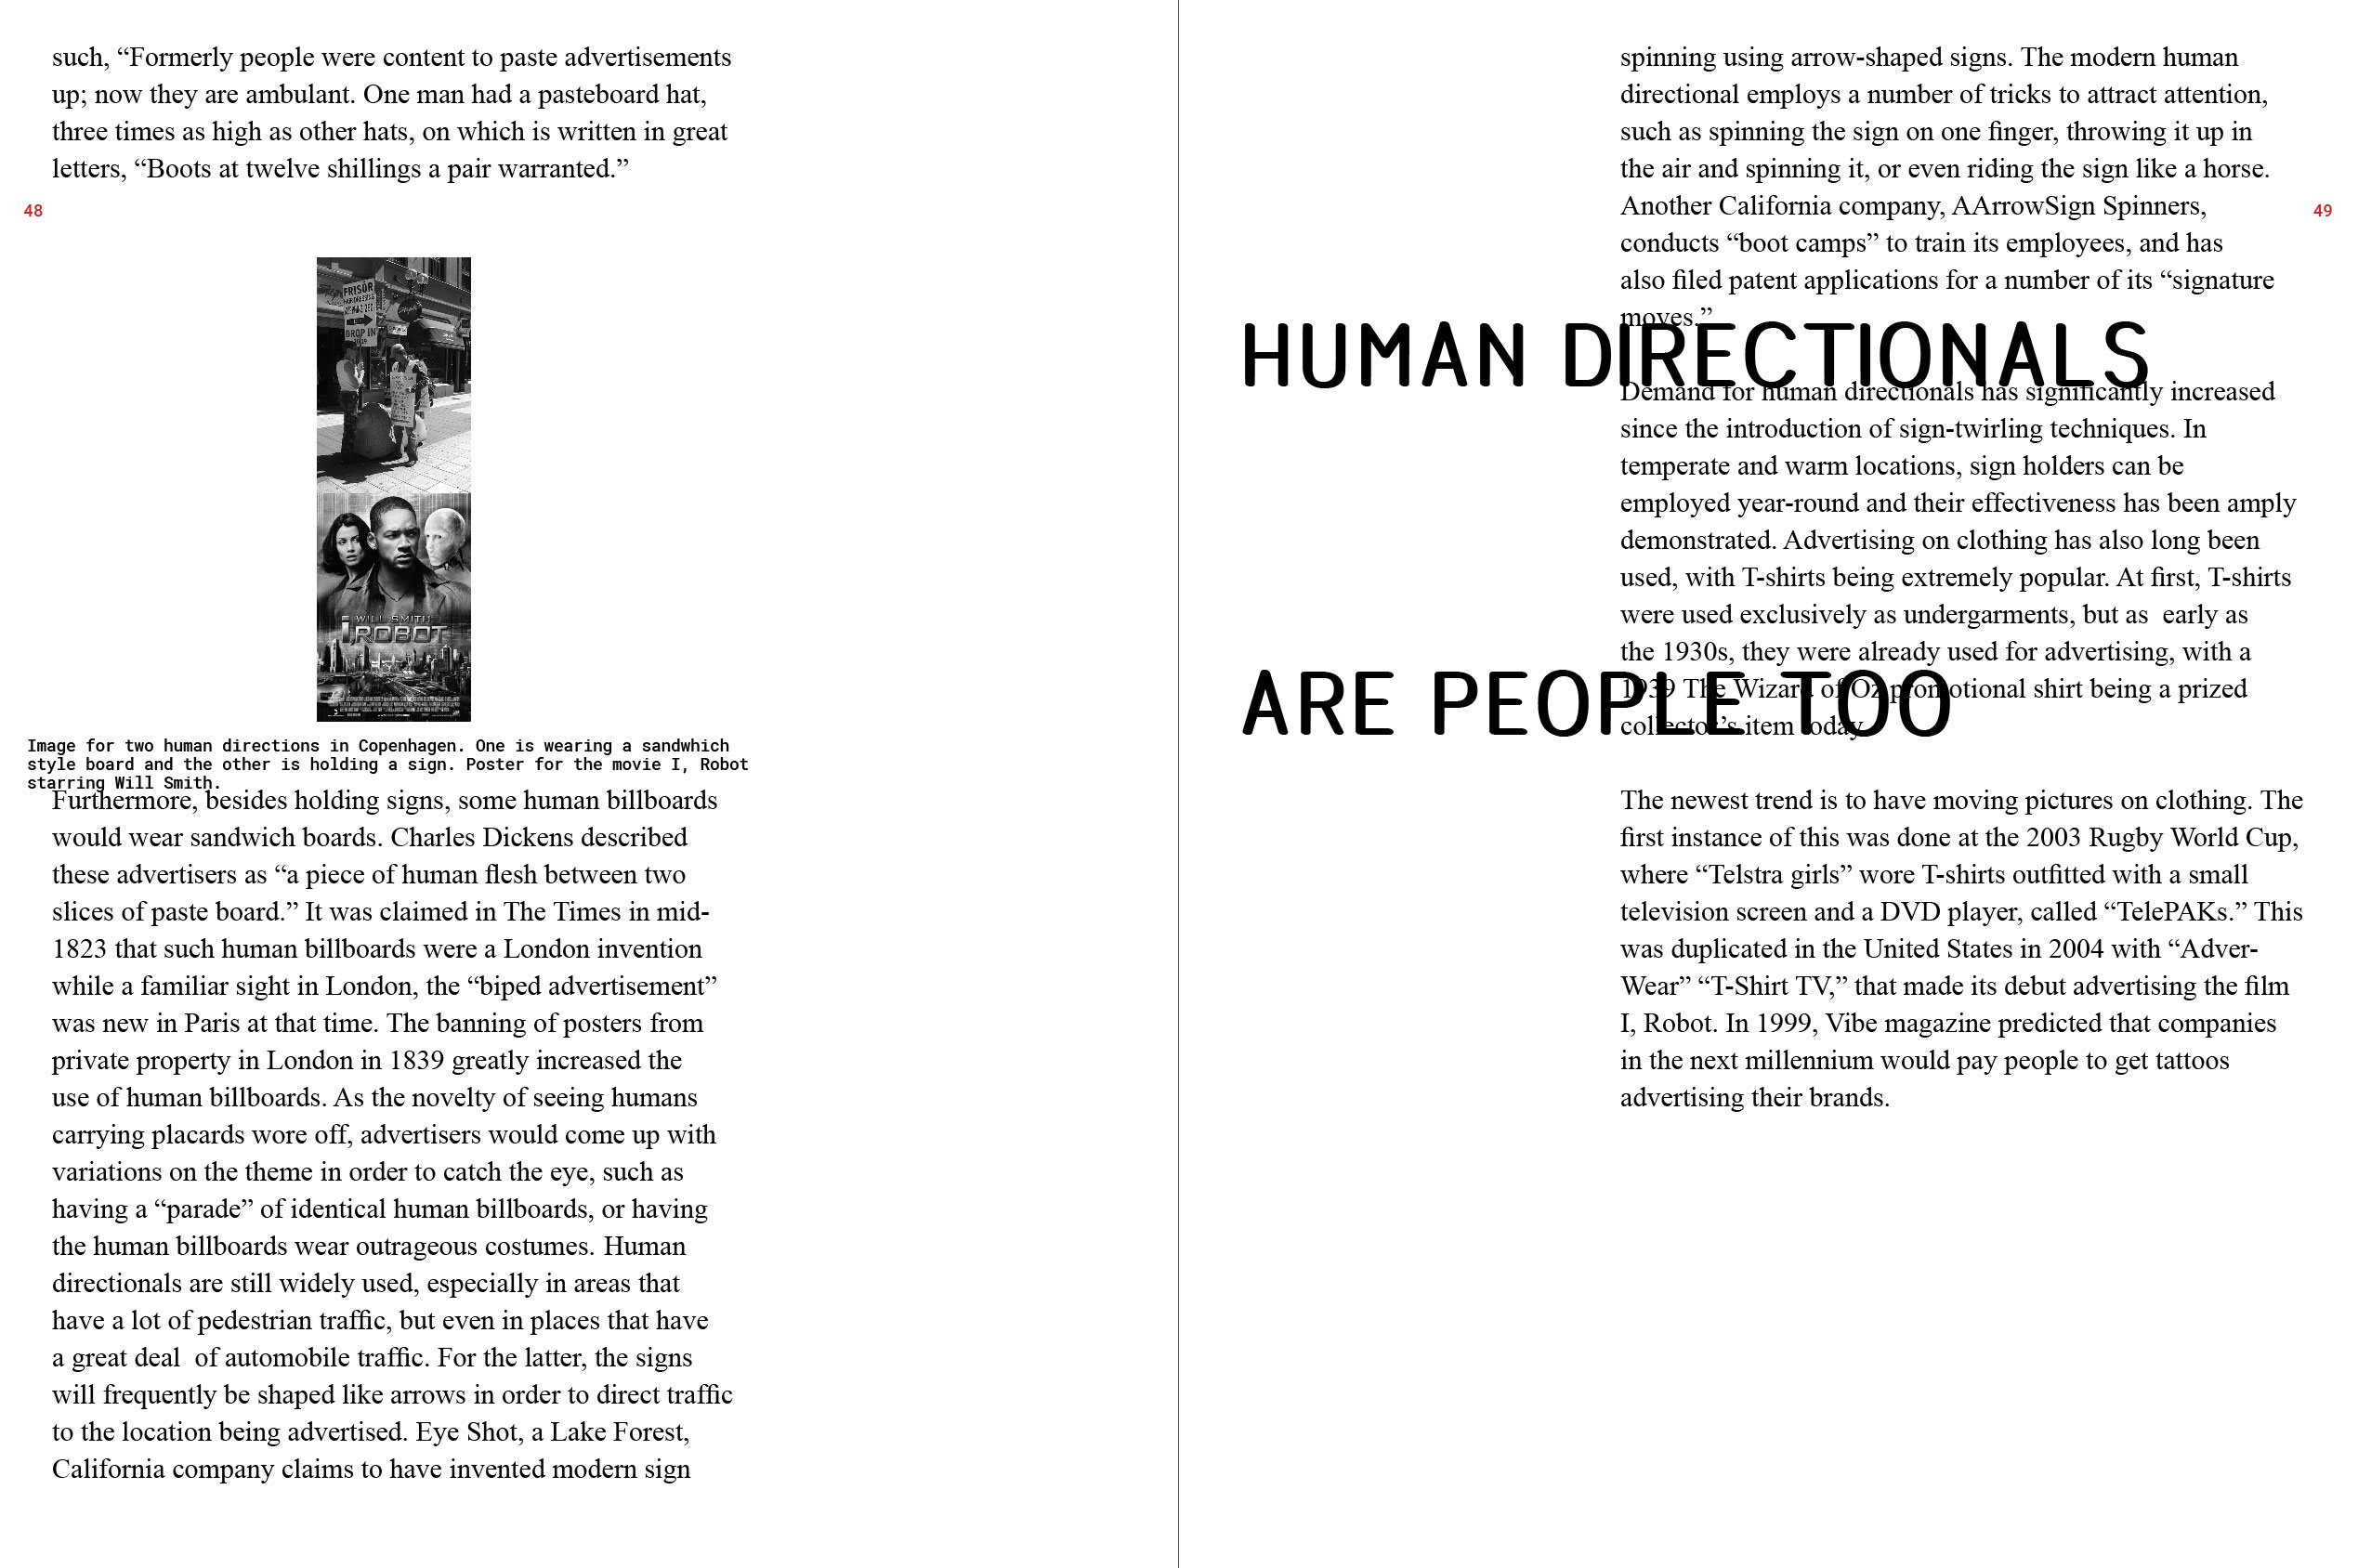 such, “Formerly people were content to paste advertisements
up; now they are ambulant. One man had a pasteboard hat,
three times as high as other hats, on which is written in great
letters, “Boots at twelve shillings a pair warranted.”
48
FRISÖR
DROP IN
WILL SMITH
I, ROBOT
Image for two human directions in Copenhagen. One is wearing a sandwhich
style board and the other is holding a sign. Poster for the movie I, Robot
starring Will Smith.
Furthermore, besides holding signs, some human billboards
would wear sandwich boards. Charles Dickens described
these advertisers as “a piece of human flesh between two
slices of paste board.” It was claimed in The Times in mid-
1823 that such human billboards were a London invention
while a familiar sight in London, the “biped advertisement”
was new in Paris at that time. The banning of posters from
private property in London in 1839 greatly increased the
use of human billboards. As the novelty of seeing humans
carrying placards wore off, advertisers would come up with
variations on the theme in order to catch the eye, such as
having a “parade” of identical human billboards, or having
the human billboards wear outrageous costumes. Human
directionals are still widely used, especially in areas that
have a lot of pedestrian traffic, but even in places that have
a great deal  of automobile traffic. For the latter, the signs
will frequently be shaped like arrows in order to direct traffic
to the location being advertised. Eye Shot, a Lake Forest,
California company claims to have invented modern sign
spinning using arrow-shaped signs. The modern human
directional employs a number of tricks to attract attention,
such as spinning the sign on one finger, throwing it up in
the air and spinning it, or even riding the sign like a horse.
Another California company, AArrowSign Spinners,
conducts “boot camps” to train its employees, and has
also filed patent applications for a number of its “signature
moves.”
49
HUMAN DIRECTIONALS
Demand for human directionals has significantly increased
since the introduction of sign-twirling techniques. In
temperate and warm locations, sign holders can be
employed year-round and their effectiveness has been amply
demonstrated. Advertising on clothing has also long been
used, with T-shirts being extremely popular. At first, T-shirts
were used exclusively as undergarments, but as  early as
the 1930s, they were already used for advertising, with a
1939 The Wizard of Oz promotional shirt being a prized
collector’s item today.
ARE PEOPLE TOO
The newest trend is to have moving pictures on clothing. The
first instance of this was done at the 2003 Rugby World Cup,
where “Telstra girls” wore T-shirts outfitted with a small
television screen and a DVD player, called “TelePAKs.” This
was duplicated in the United States in 2004 with “Adver-
Wear” “T-Shirt TV,” that made its debut advertising the film
I, Robot. In 1999, Vibe magazine predicted that companies
in the next millennium would pay people to get tattoos
advertising their brands.